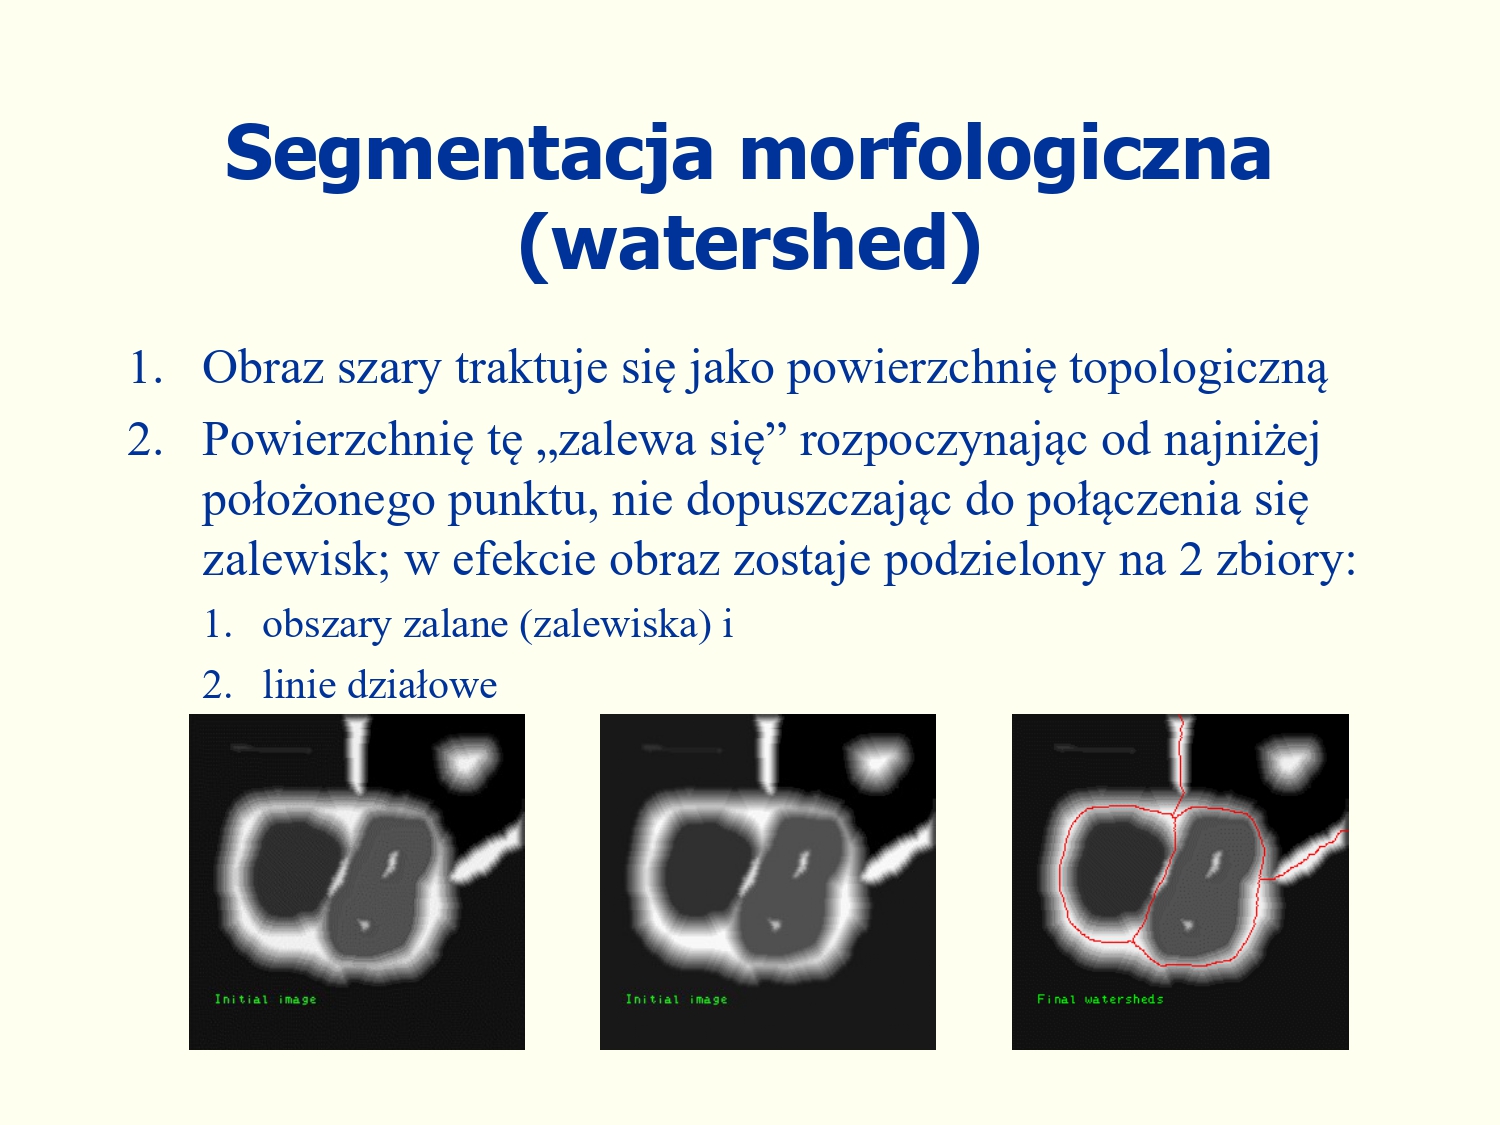 Segmentacja morfologiczna
(watershed)
1. Obraz szary traktuje się jako powierzchnię topologiczną
2. Powierzchnię tę „zalewa się” rozpoczynając od najniżej
położonego punktu, nie dopuszczając do połączenia się
zalewisk; w efekcie obraz zostaje podzielony na 2 zbiory:
1. obszary zalane (zalewiska) i
2. linie działowe
Initial image
Initial image
Final watersheds